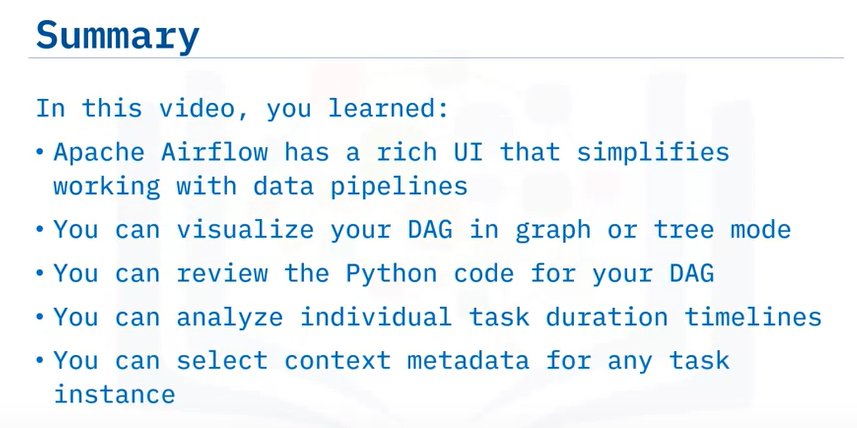 Summary
In this video, you learned:
• Apache Airflow has a rich UI that simplifies
working with data pipelines
• You can visualize your DAG in graph or tree mode
• You can review the Python code for your DAG
• You can analyze individual task duration timelines
• You can select context metadata for any task
instance